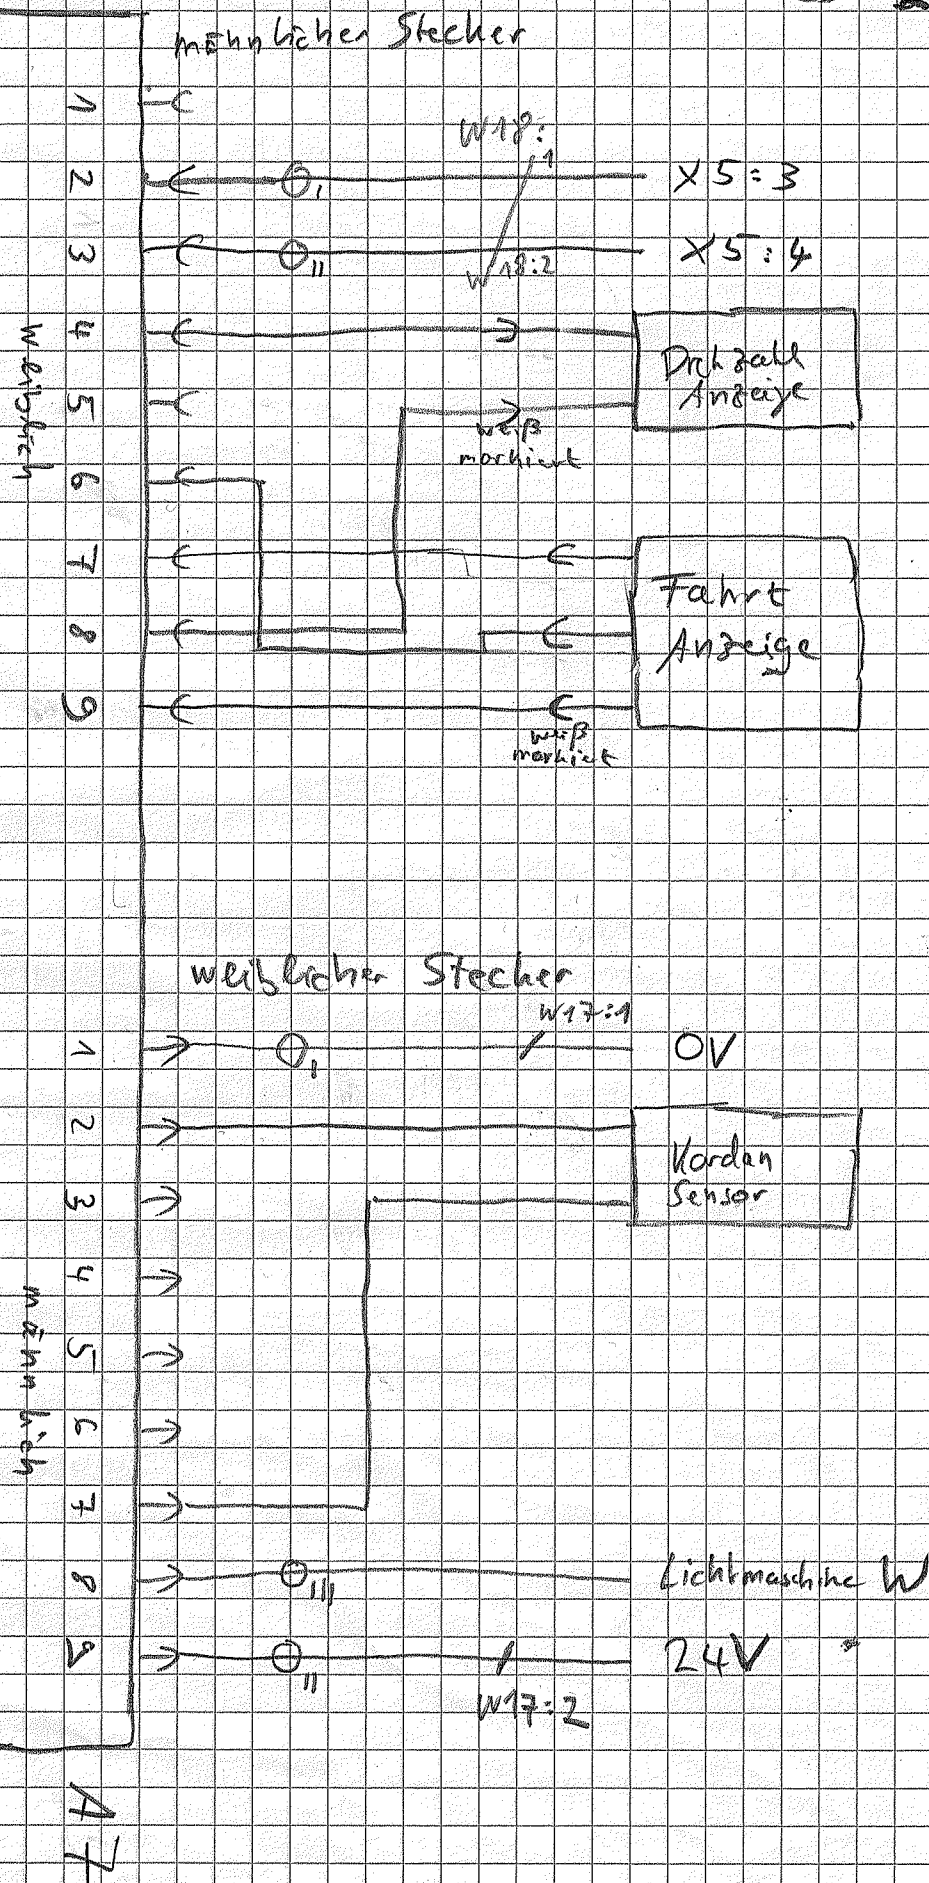 männlicher Stecker
1
W18:
1
2
X5:3
3
X5:4
W18:2
4
Drehzahl
Anzeige
weiblich
5
weiß
markiert
6
7
Fahrt
Anzeige
8
9
weiß
markiert
weiblicher Stecker
W17:1
1
I
0V
2
Kardan
Sensor
3
4
männlich
5
6
7
8
III
Lichtmaschine W
9
II
24V
W17:2
A7